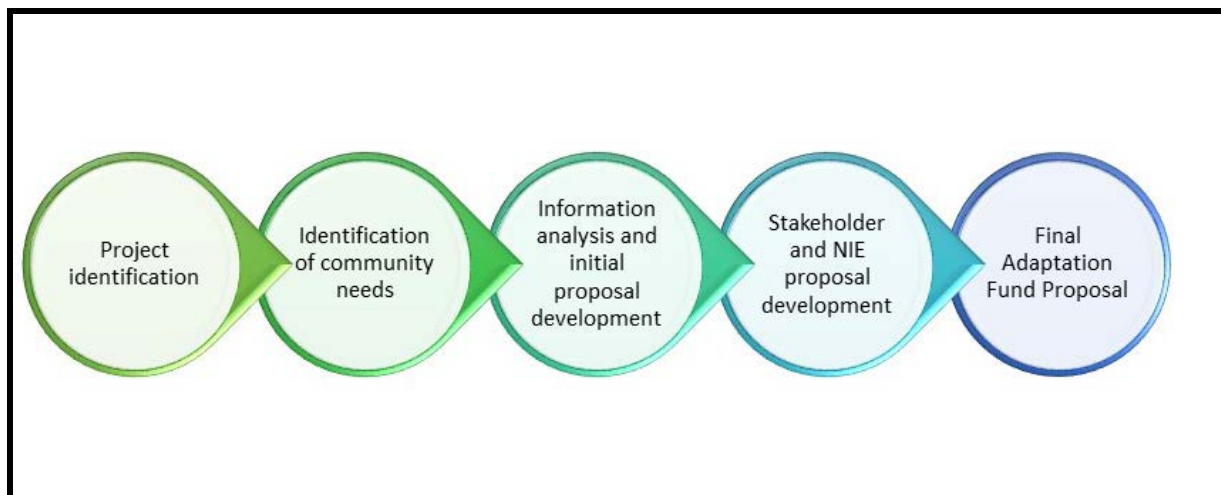 Project
identification
Identification
of community
needs
Information
analysis and
initial
proposal
development
Stakeholder
and NIE
proposal
development
Final
Adaptation
Fund Proposal